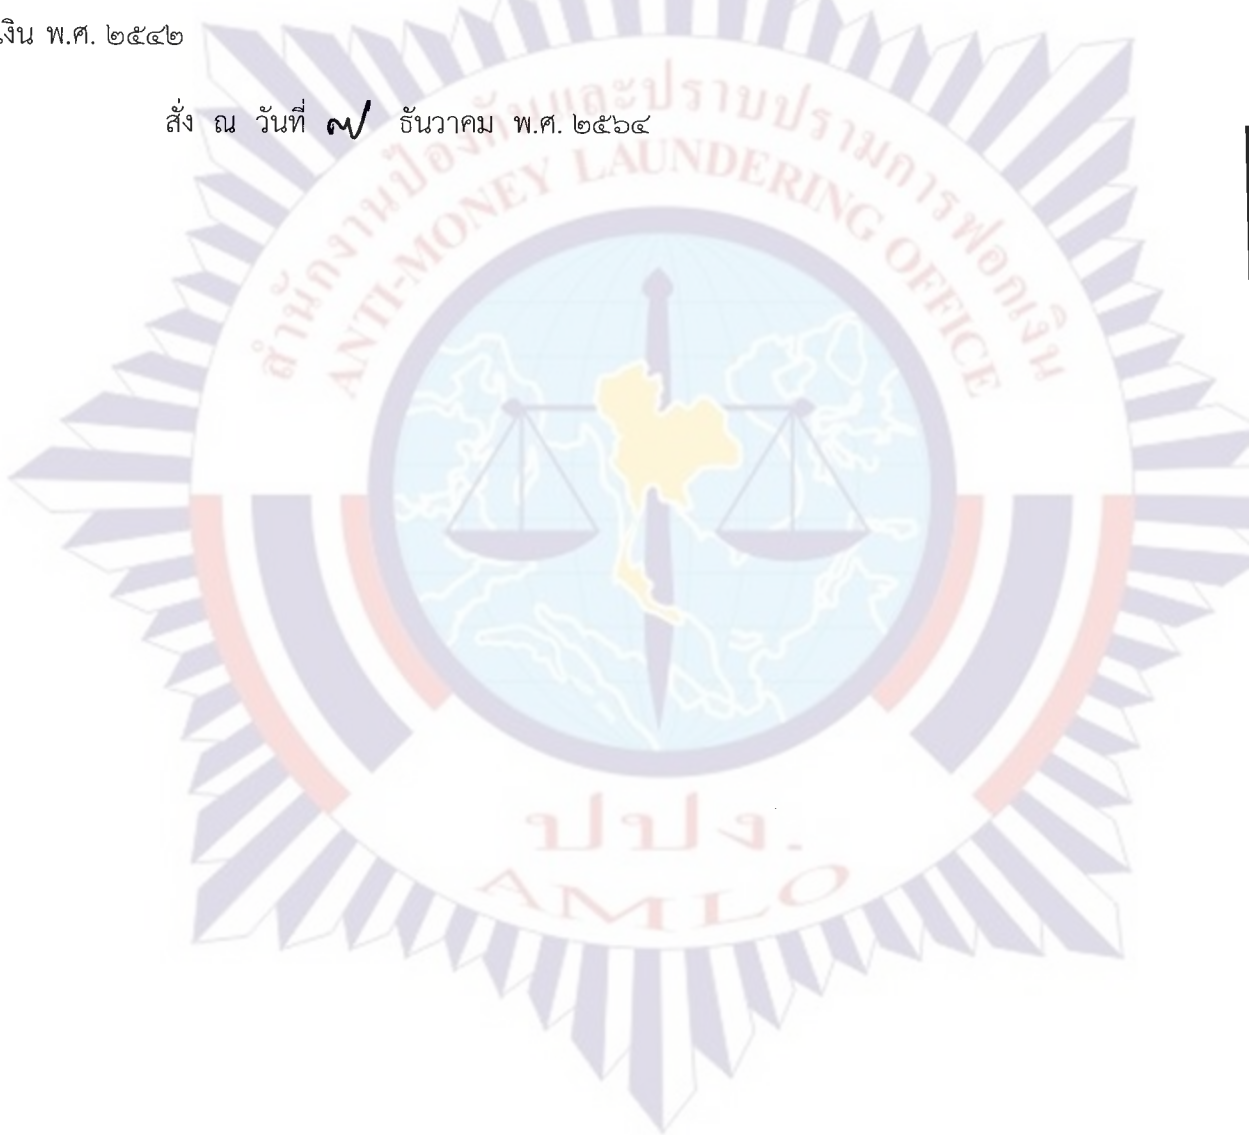 เงิน พ.ศ. ๒๕๔๒
สั่ง ณ วันที่ ๗ ธันวาคม พ.ศ. ๒๕๖๔
สำนักงานป้องกันและปราบปรามการฟอกเงิน
ANTI-MONEY LAUNDERING OFFICE
ปปง.
AMLO